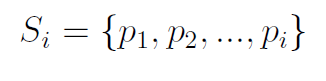 $S_i = \{p_1, p_2, ..., p_i\}$